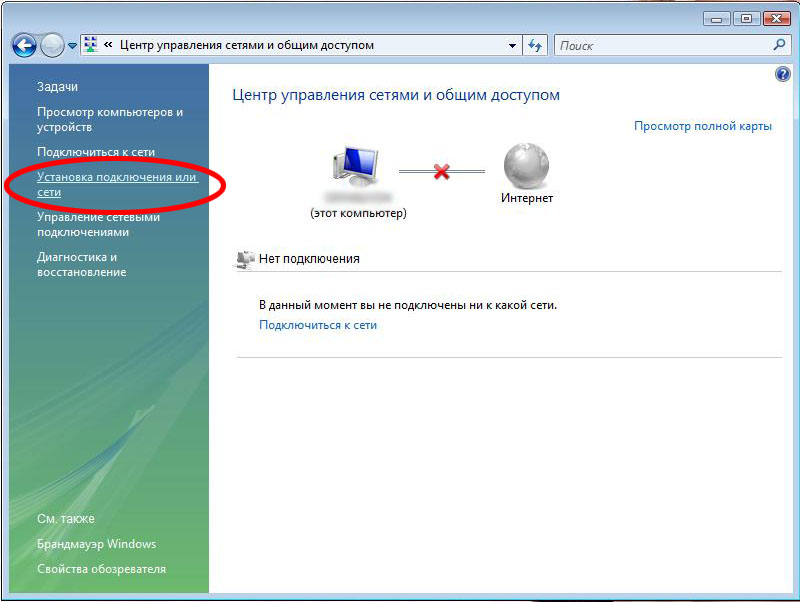 « Центр управления сетями и общим доступом
Поиск
Задачи
Просмотр компьютеров и
устройств
Подключиться к сети
Установка подключения или
сети
Управление сетевыми
подключениями
Диагностика и
восстановление
См. также
Брандмауэр Windows
Свойства обозревателя
Центр управления сетями и общим доступом
Просмотр полной карты
(этот компьютер)
Интернет
Нет подключения
В данный момент вы не подключены ни к какой сети.
Подключиться к сети